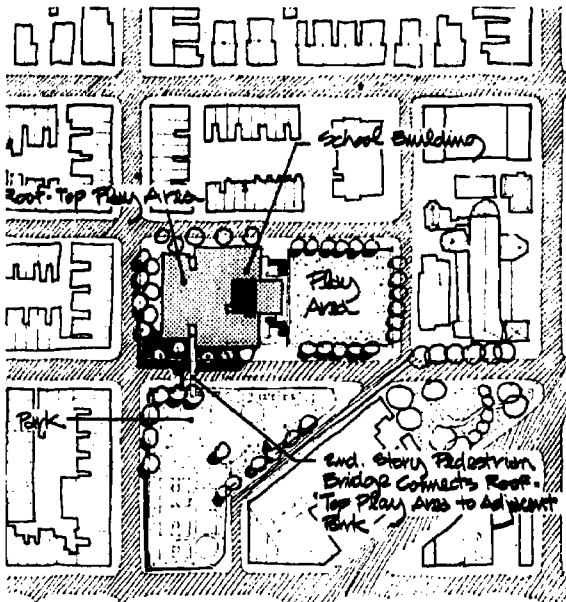 School Building
Roof-Top Play Area
Play
Area
Park
2nd. Story Pedestrian
Bridge Connects Roof-
Top Play Area to Adjacent
Park